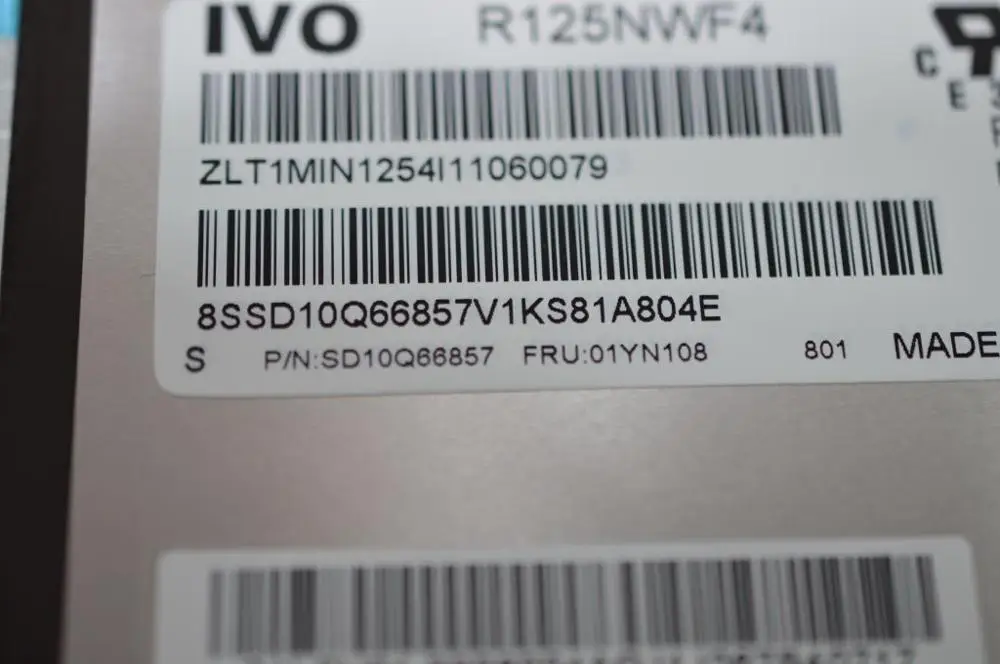 IVO R125NWF4
C
E
ZLT1MIN1254I11060079
8SSD10Q66857V1KS81A804E
S P/N:SD10Q66857 FRU:01YN108 801 MADE